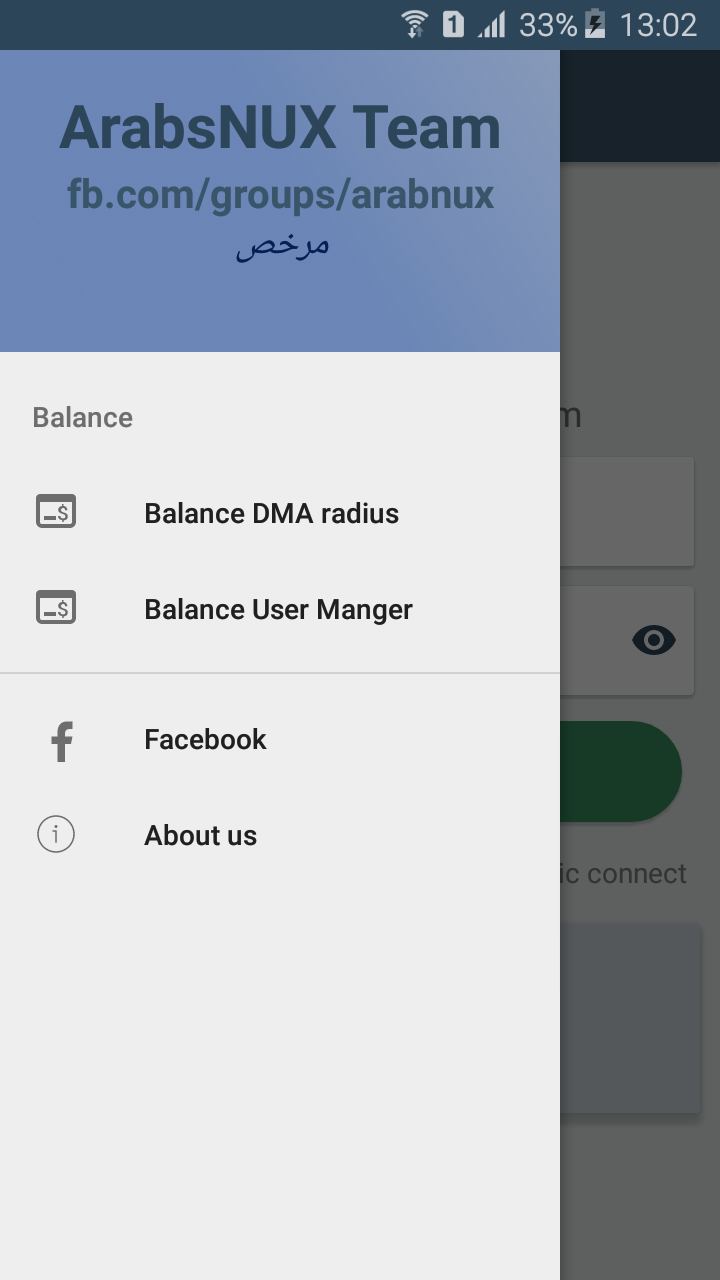 33% 13:02
ArabsNUX Team
fb.com/groups/arabnux
مرخص
Balance
m
Balance DMA radius
Balance User Manger
Facebook
About us
ic connect